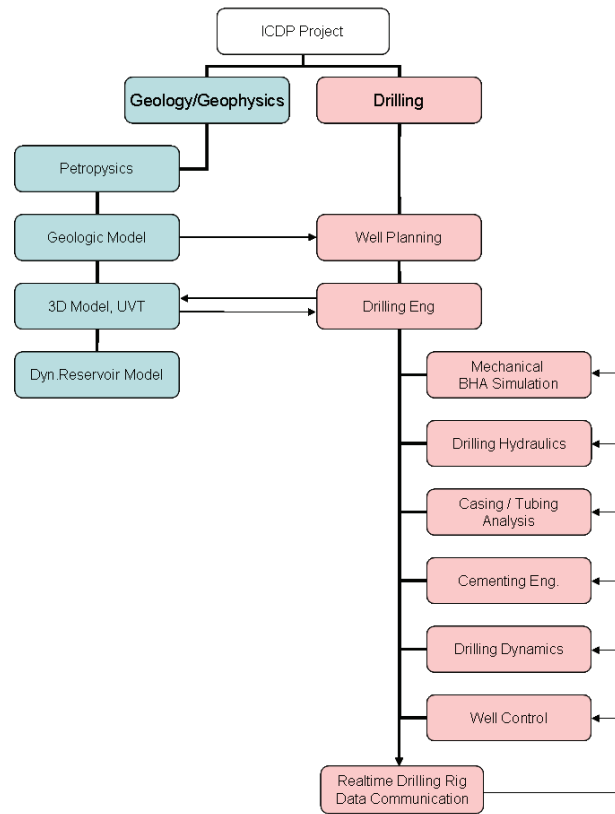 ICDP Project
Geology/Geophysics
Drilling
Petropysics
Geologic Model
Well Planning
3D Model, UVT
Drilling Eng
Dyn.Reservoir Model
Mechanical
BHA Simulation
Drilling Hydraulics
Casing / Tubing
Analysis
Cementing Eng.
Drilling Dynamics
Well Control
Realtime Drilling Rig
Data Communication